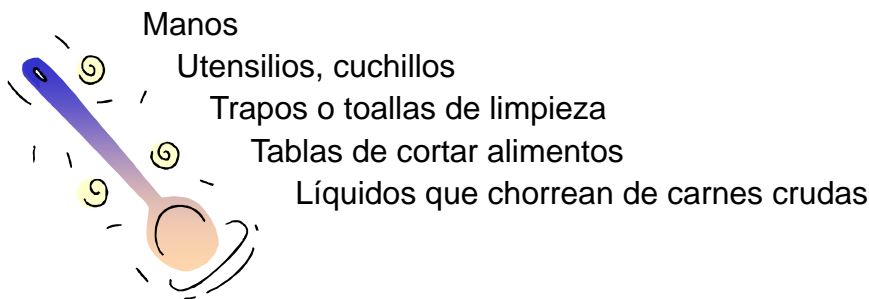 Manos
Utensilios, cuchillos
Trapos o toallas de limpieza
Tablas de cortar alimentos
Líquidos que chorrean de carnes crudas